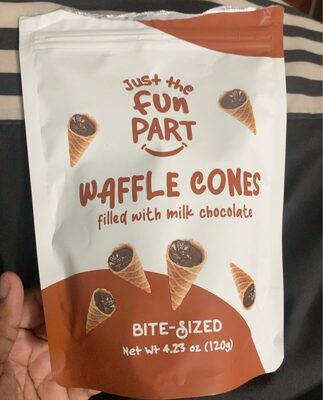 Just the
fun
PART
WAFFLE CONES
filled with milk chocolate
BITE-SIZED
Net Wt 4.23 oz (120g)